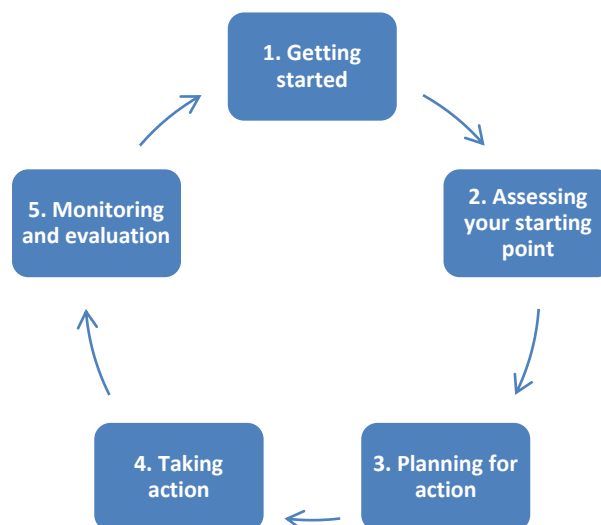 1. Getting
started
2. Assessing
your starting
point
3. Planning for
action
4. Taking
action
5. Monitoring
and evaluation